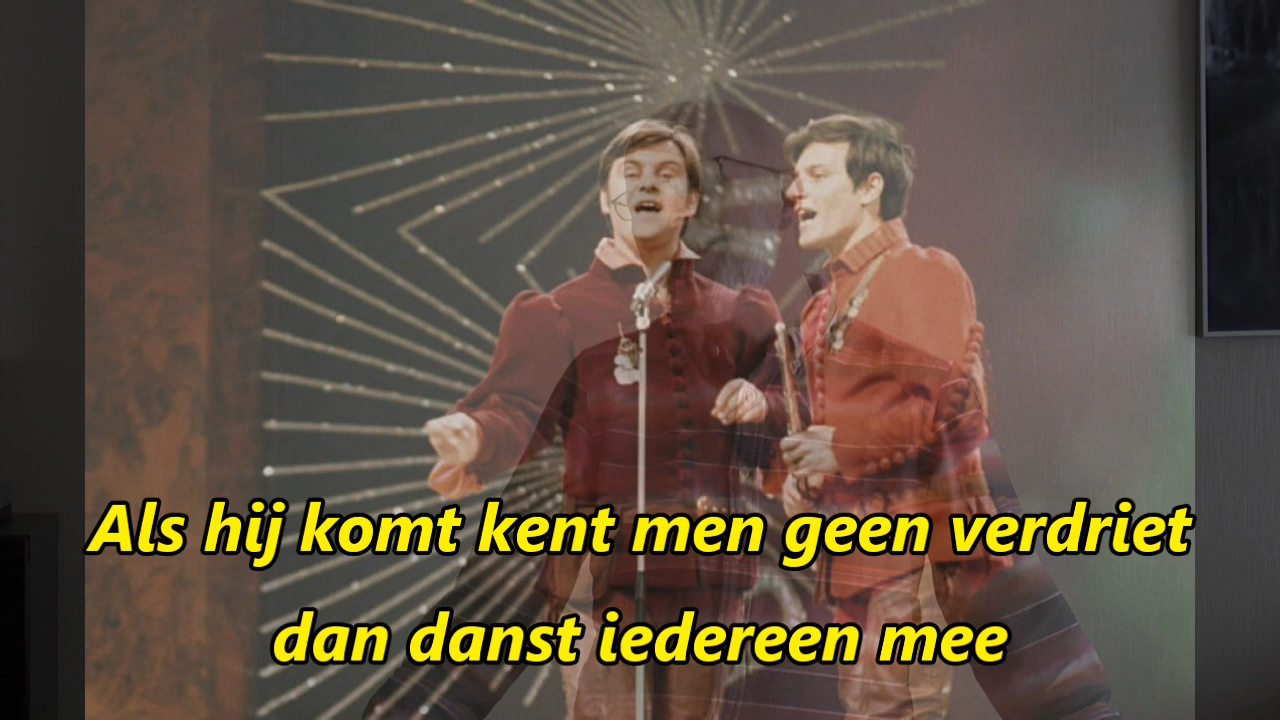 Als hij komt kent men geen verdriet
dan danst iedereen mee